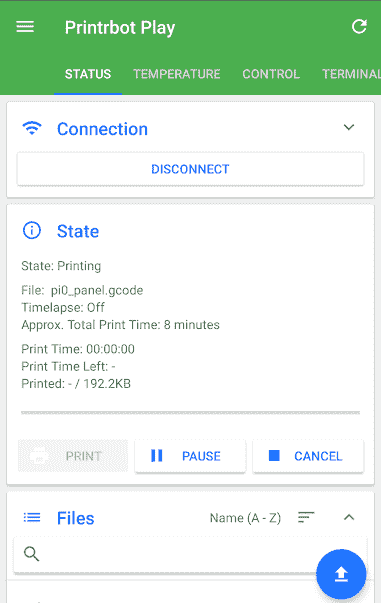 Printrbot Play
STATUS TEMPERATURE CONTROL TERMINAL
Connection
DISCONNECT
State
State: Printing
File: pi0_panel.gcode
Timelapse: Off
Approx. Total Print Time: 8 minutes
Print Time: 00:00:00
Print Time Left: -
Printed: - / 192.2KB
PRINT PAUSE CANCEL
Files Name (A - Z)